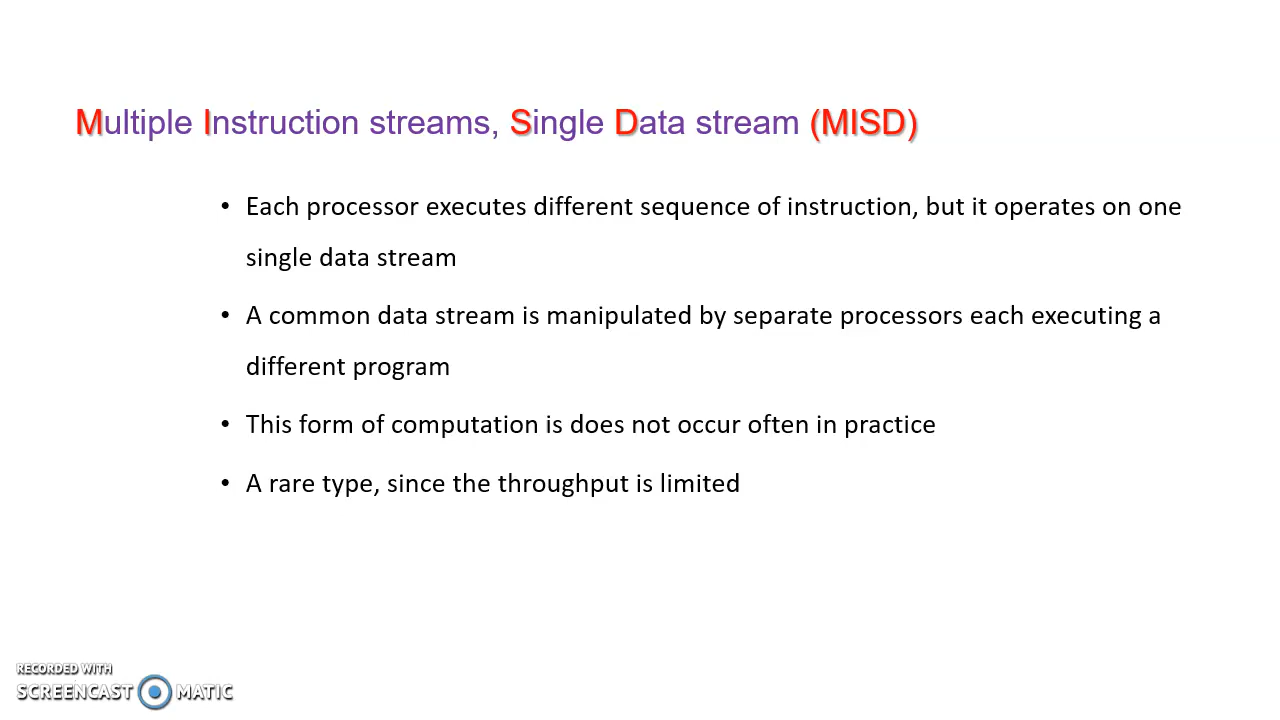 Multiple Instruction streams, Single Data stream (MISD)
• Each processor executes different sequence of instruction, but it operates on one
single data stream
• A common data stream is manipulated by separate processors each executing a
different program
• This form of computation is does not occur often in practice
• A rare type, since the throughput is limited
RECORDED WITH
SCREENCAST MATIC